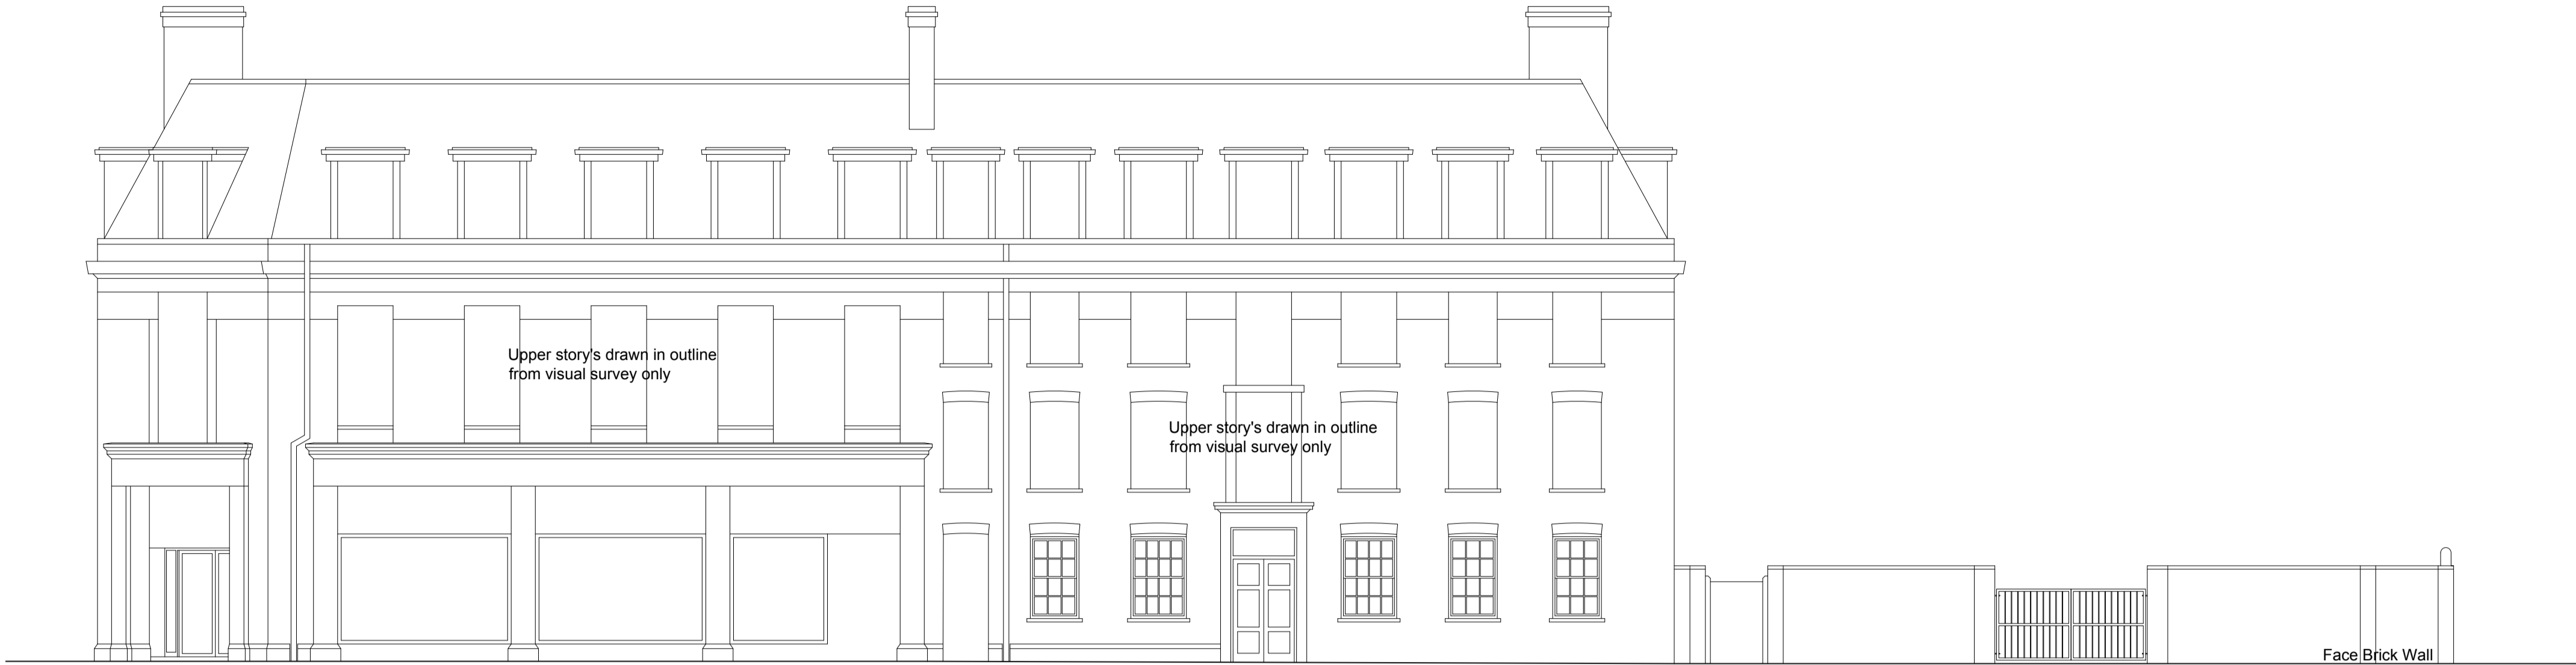 Upper story's drawn in outline
from visual survey only
Upper story's drawn in outline
from visual survey only
Face Brick Wall